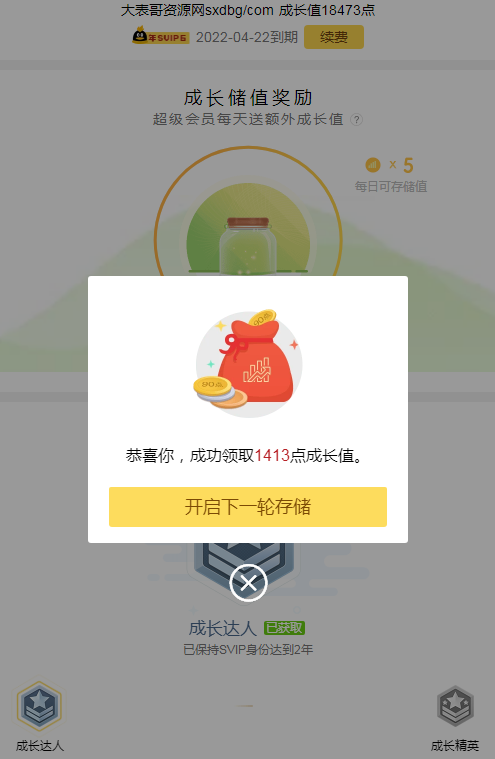 大表哥资源网sxdbg/com 成长值18473点
年SVIP6 2022-04-22到期 续费
成长储值奖励
超级会员每天送额外成长值 ?
x 5
每日可存储值
恭喜你，成功领取1413点成长值。
开启下一轮存储
成长达人 已获取
已保持SVIP身份达到2年
成长达人 成长精英